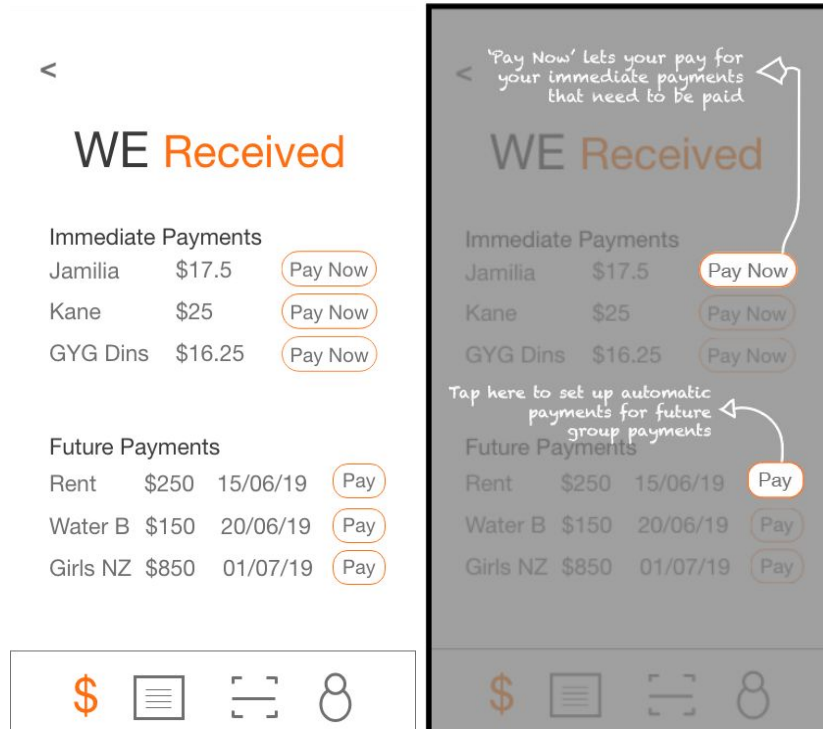 <
WE Received
Immediate Payments
Jamilia $17.5 Pay Now
Kane $25 Pay Now
GYG Dins $16.25 Pay Now
Future Payments
Rent $250 15/06/19 Pay
Water B $150 20/06/19 Pay
Girls NZ $850 01/07/19 Pay
$
<
'Pay Now' lets your pay for
your immediate payments
that need to be paid
WE Received
Immediate Payments
Jamilia $17.5 Pay Now
Kane $25 Pay Now
GYG Dins $16.25 Pay Now
Tap here to set up automatic
payments for future
group payments
Future Payments
Rent $250 15/06/19 Pay
Water B $150 20/06/19 Pay
Girls NZ $850 01/07/19 Pay
$